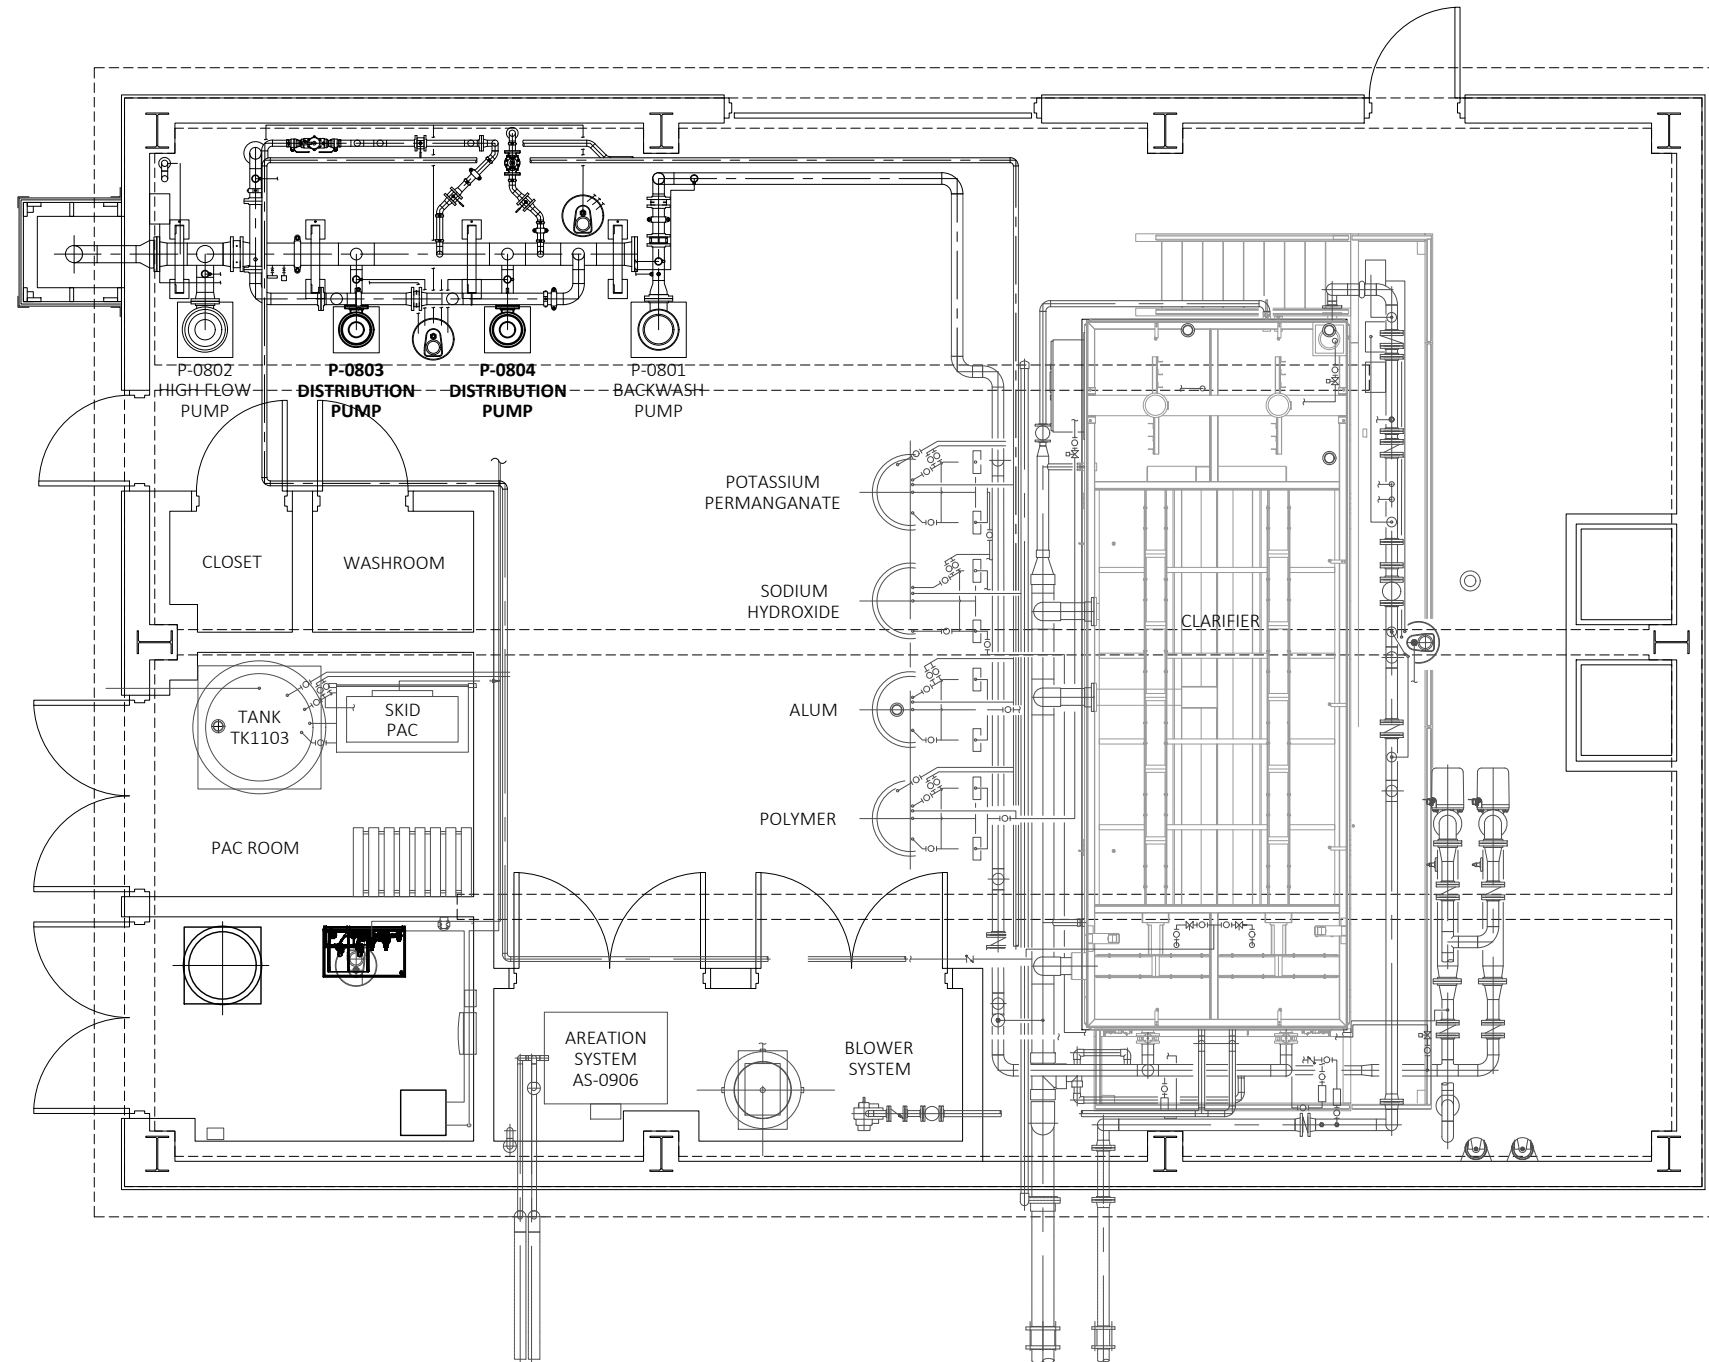 P-0802
HIGH FLOW
PUMP
P-0803
DISTRIBUTION
PUMP
P-0804
DISTRIBUTION
PUMP
P-0801
BACKWASH
PUMP
POTASSIUM
PERMANGANATE
CLOSET
WASHROOM
SODIUM
HYDROXIDE
CLARIFIER
TANK
TK1103
SKID
PAC
ALUM
POLYMER
PAC ROOM
AREATION
SYSTEM
AS-0906
BLOWER
SYSTEM